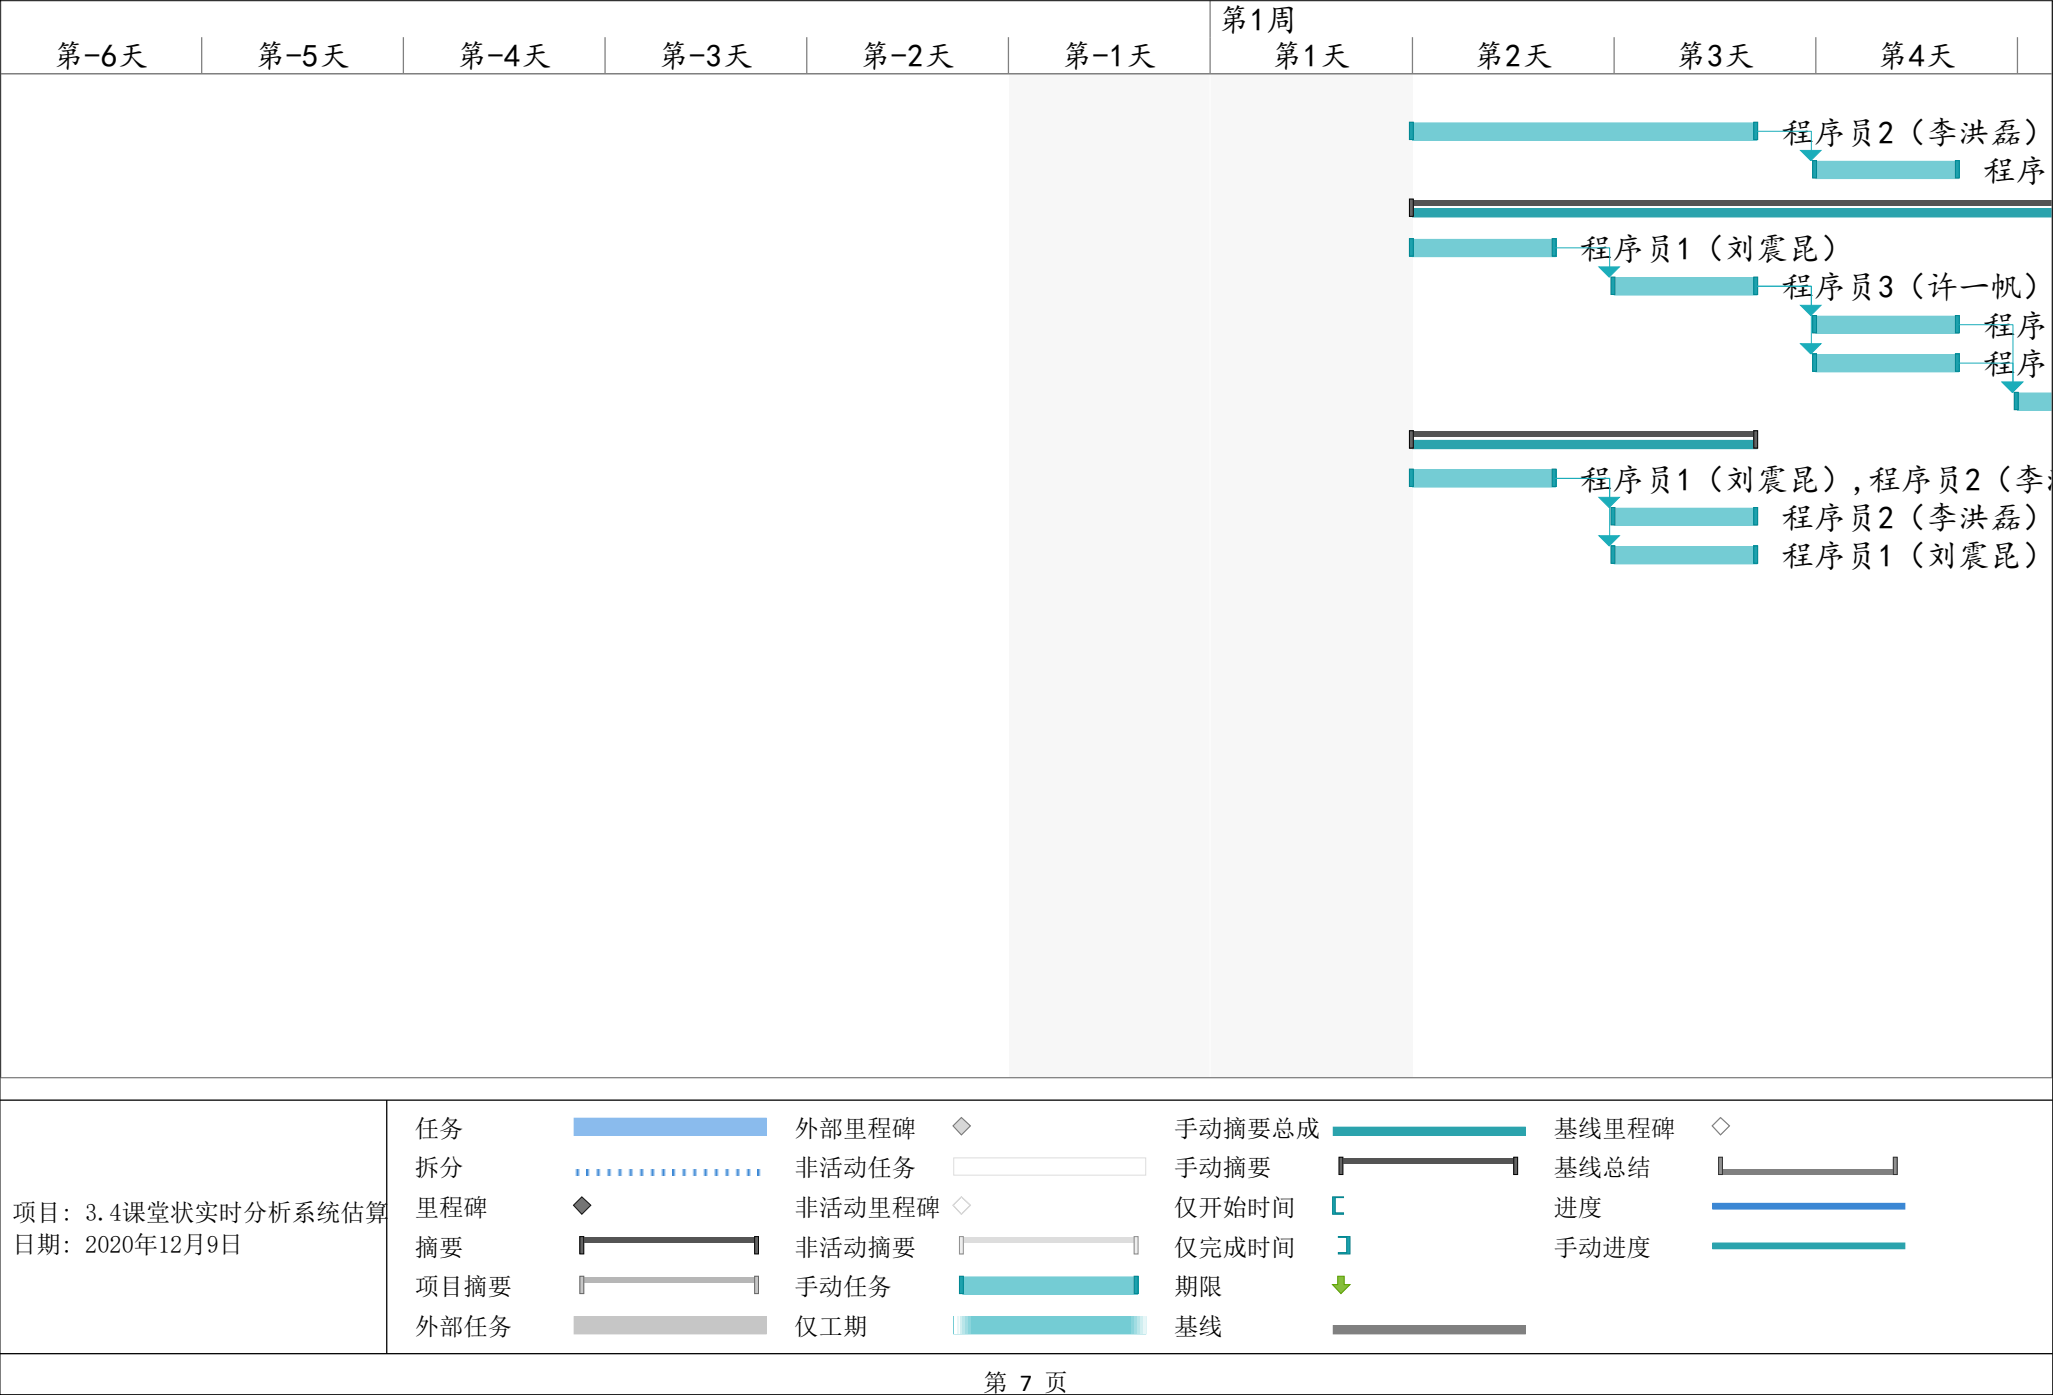 第1周
第-6天 第-5天 第-4天 第-3天 第-2天 第-1天 第1天 第2天 第3天 第4天
程序员2（李洪磊）
程序
程序员1（刘震昆）
程序员3（许一帆）
程序
程序
程序员1（刘震昆）,程序员2（李
程序员2（李洪磊）
程序员1（刘震昆）
项目: 3.4课堂状实时分析系统估算
日期: 2020年12月9日
任务 外部里程碑 手动摘要总成 基线里程碑
拆分 非活动任务 手动摘要 基线总结
里程碑 非活动里程碑 仅开始时间 进度
摘要 非活动摘要 仅完成时间 手动进度
项目摘要 手动任务 期限
外部任务 仅工期 基线
第 7 页